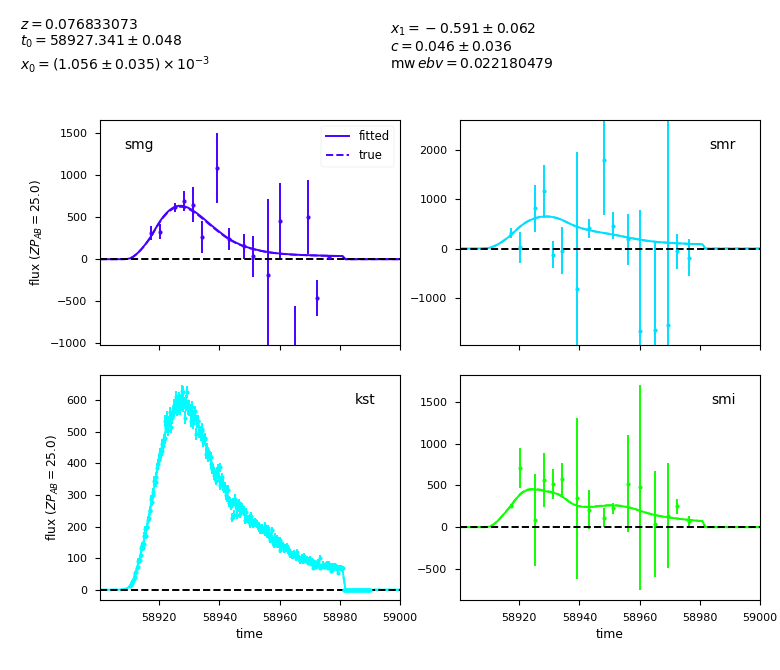 z = 0.076833073
t₀ = 58927.341 ± 0.048
x₀ = (1.056 ± 0.035) × 10⁻³
x₁ = −0.591 ± 0.062
c = 0.046 ± 0.036
mw ebv = 0.022180479
smg
fitted
true
1500
1000
500
0
−500
−1000
flux (ZP_AB = 25.0)
smr
2000
1000
0
−1000
kst
600
500
400
300
200
100
0
flux (ZP_AB = 25.0)
58920 58940 58960 58980 59000
time
smi
1500
1000
500
0
−500
58920 58940 58960 58980 59000
time